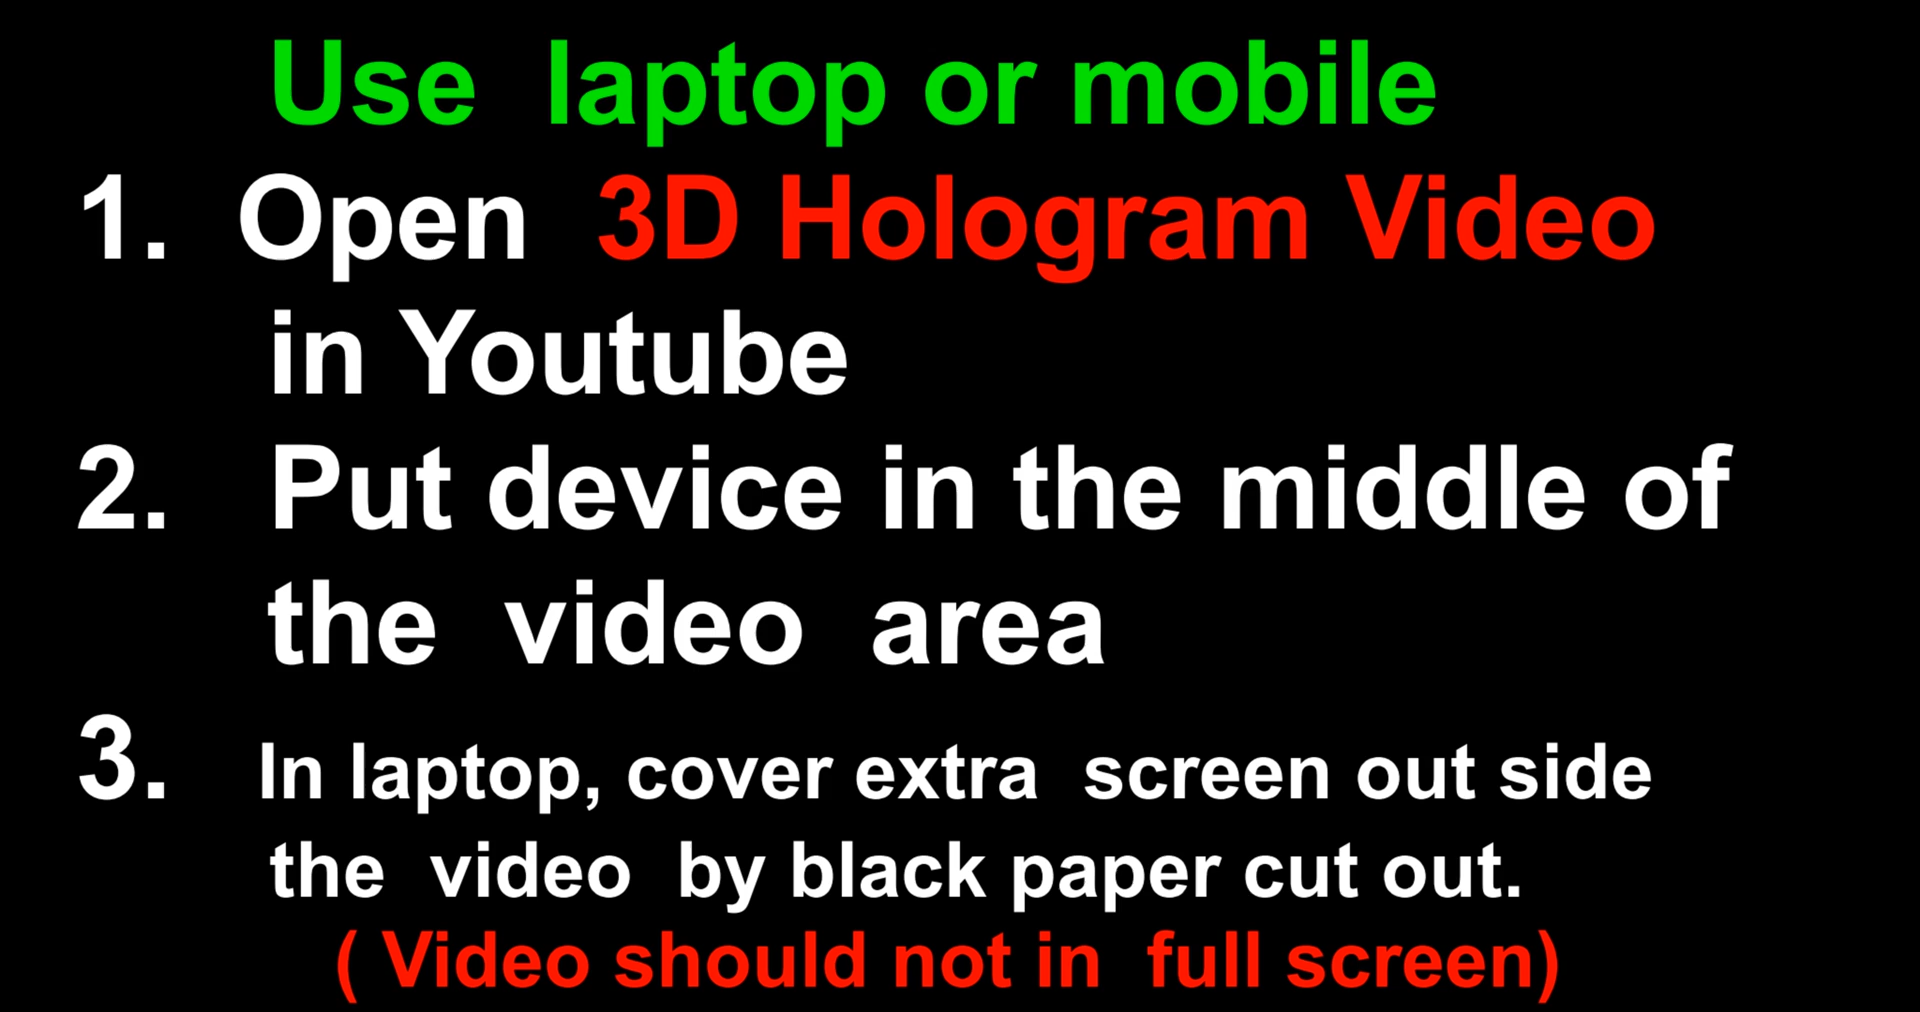 Use laptop or mobile
1. Open 3D Hologram Video
in Youtube
2. Put device in the middle of
the video area
3. In laptop, cover extra screen out side
the video by black paper cut out.
( Video should not in full screen)